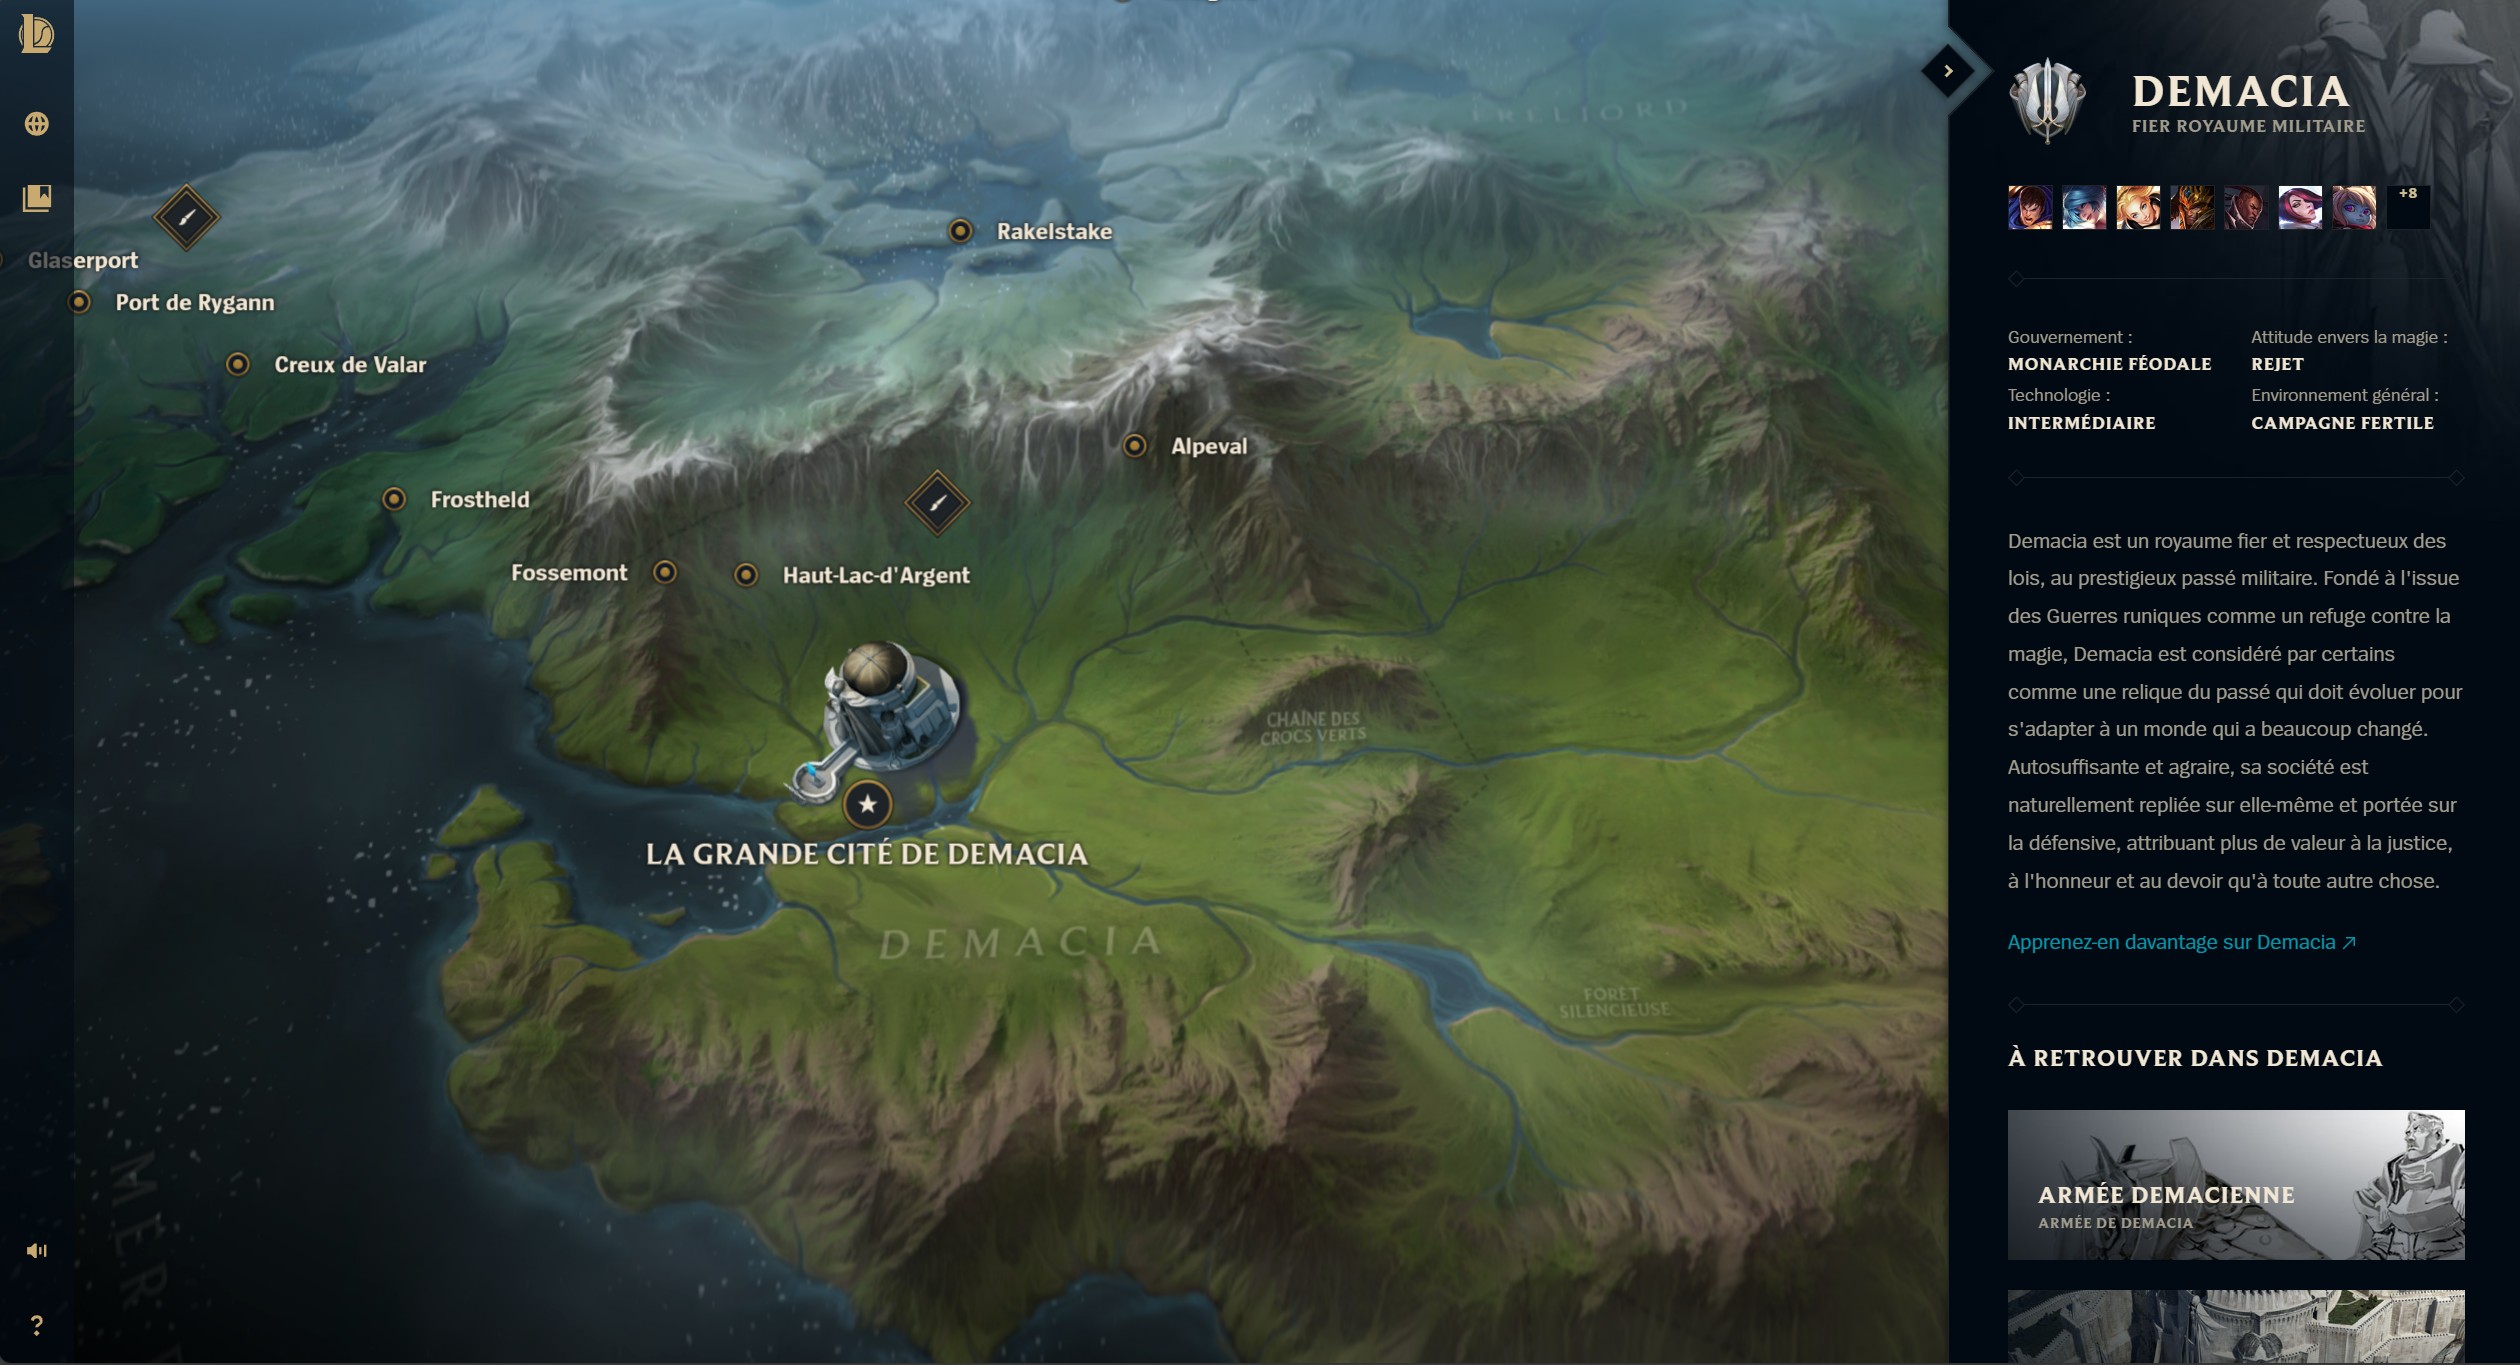 FRELJORD
Rakelstake
Glaserport
Port de Rygann
Creux de Valar
Alpeval
Frostheld
Fossemont
Haut-Lac-d'Argent
CHAÎNE DES
CROCS VERTS
LA GRANDE CITÉ DE DEMACIA
DEMACIA
FORÊT
SILENCIEUSE
MER
?
DEMACIA
FIER ROYAUME MILITAIRE
+8
Gouvernement :
MONARCHIE FÉODALE
Attitude envers la magie :
REJET
Technologie :
INTERMÉDIAIRE
Environnement général :
CAMPAGNE FERTILE
Demacia est un royaume fier et respectueux des
lois, au prestigieux passé militaire. Fondé à l'issue
des Guerres runiques comme un refuge contre la
magie, Demacia est considéré par certains
comme une relique du passé qui doit évoluer pour
s'adapter à un monde qui a beaucoup changé.
Autosuffisante et agraire, sa société est
naturellement repliée sur elle-même et portée sur
la défensive, attribuant plus de valeur à la justice,
à l'honneur et au devoir qu'à toute autre chose.
Apprenez-en davantage sur Demacia ↗
À RETROUVER DANS DEMACIA
ARMÉE DEMACIENNE
ARMÉE DE DEMACIA